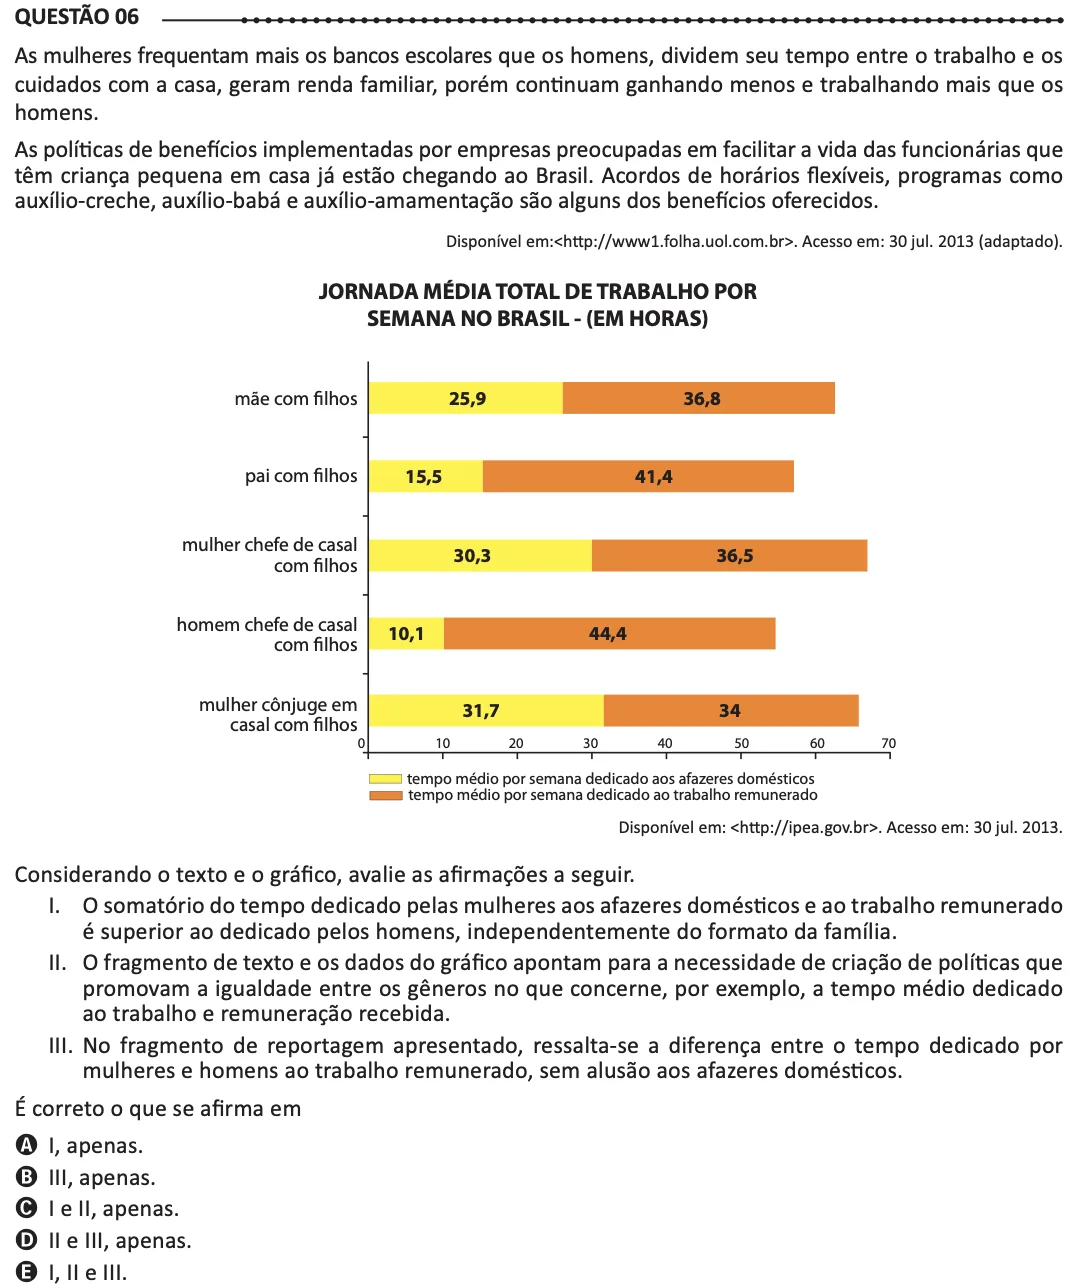 QUESTÃO 06
As mulheres frequentam mais os bancos escolares que os homens, dividem seu tempo entre o trabalho e os
cuidados com a casa, geram renda familiar, porém continuam ganhando menos e trabalhando mais que os
homens.
As políticas de benefícios implementadas por empresas preocupadas em facilitar a vida das funcionárias que
têm criança pequena em casa já estão chegando ao Brasil. Acordos de horários flexíveis, programas como
auxílio-creche, auxílio-babá e auxílio-amamentação são alguns dos benefícios oferecidos.
Disponível em:<http://www1.folha.uol.com.br>. Acesso em: 30 jul. 2013 (adaptado).
JORNADA MÉDIA TOTAL DE TRABALHO POR
SEMANA NO BRASIL - (EM HORAS)
mãe com filhos 25,9 36,8
pai com filhos 15,5 41,4
mulher chefe de casal
com filhos 30,3 36,5
homem chefe de casal
com filhos 10,1 44,4
mulher cônjuge em
casal com filhos 31,7 34
0 10 20 30 40 50 60 70
tempo médio por semana dedicado aos afazeres domésticos
tempo médio por semana dedicado ao trabalho remunerado
Disponível em: <http://ipea.gov.br>. Acesso em: 30 jul. 2013.
Considerando o texto e o gráfico, avalie as afirmações a seguir.
I. O somatório do tempo dedicado pelas mulheres aos afazeres domésticos e ao trabalho remunerado
é superior ao dedicado pelos homens, independentemente do formato da família.
II. O fragmento de texto e os dados do gráfico apontam para a necessidade de criação de políticas que
promovam a igualdade entre os gêneros no que concerne, por exemplo, a tempo médio dedicado
ao trabalho e remuneração recebida.
III. No fragmento de reportagem apresentado, ressalta-se a diferença entre o tempo dedicado por
mulheres e homens ao trabalho remunerado, sem alusão aos afazeres domésticos.
É correto o que se afirma em
A I, apenas.
B III, apenas.
C I e II, apenas.
D II e III, apenas.
E I, II e III.